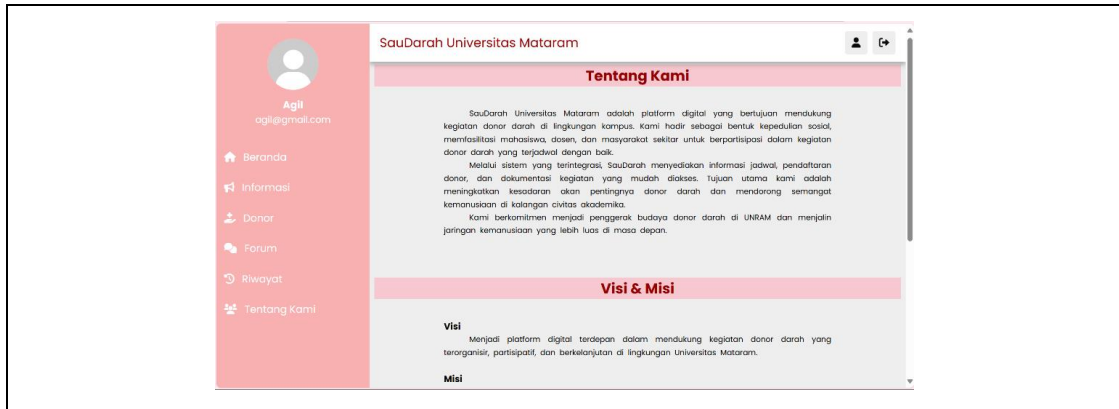 SauDarah Universitas Mataram
Agil
agil@gmail.com
Beranda
Informasi
Donor
Forum
Riwayat
Tentang Kami
Tentang Kami
SauDarah Universitas Mataram adalah platform digital yang bertujuan mendukung
kegiatan donor darah di lingkungan kampus. Kami hadir sebagai bentuk kepedulian sosial,
memfasilitasi mahasiswa, dosen, dan masyarakat sekitar untuk berpartisipasi dalam kegiatan
donor darah yang terjadwal dengan baik.
Melalui sistem yang terintegrasi, SauDarah menyediakan informasi jadwal, pendaftaran
donor, dan dokumentasi kegiatan yang mudah diakses. Tujuan utama kami adalah
meningkatkan kesadaran akan pentingnya donor darah dan mendorong semangat
kemanusiaan di kalangan civitas akademika.
Kami berkomitmen menjadi penggerak budaya donor darah di UNRAM dan menjalin
jaringan kemanusiaan yang lebih luas di masa depan.
Visi & Misi
Visi
Menjadi platform digital terdepan dalam mendukung kegiatan donor darah yang
terorganisir, partisipatif, dan berkelanjutan di lingkungan Universitas Mataram.
Misi